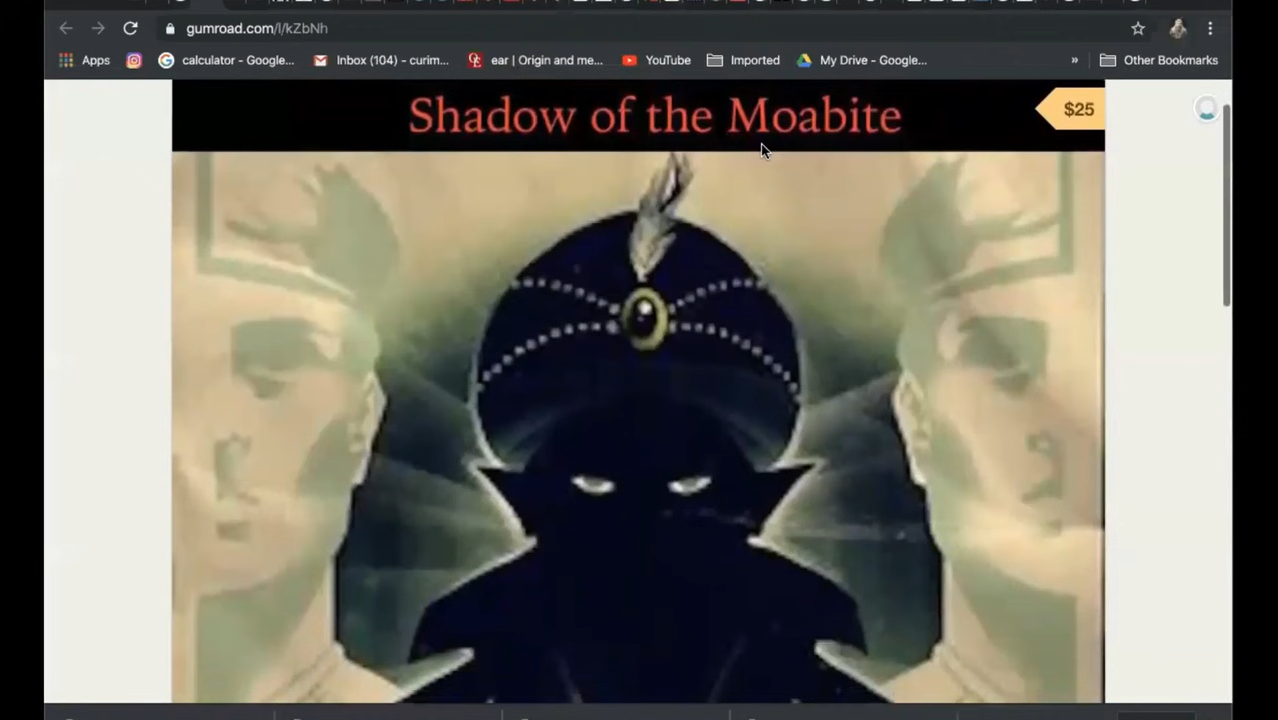 gumroad.com/l/kZbNh
Apps
calculator - Google...
Inbox (104) - curim...
ear | Origin and me...
YouTube
Imported
My Drive - Google...
»
Other Bookmarks
Shadow of the Moabite
$25